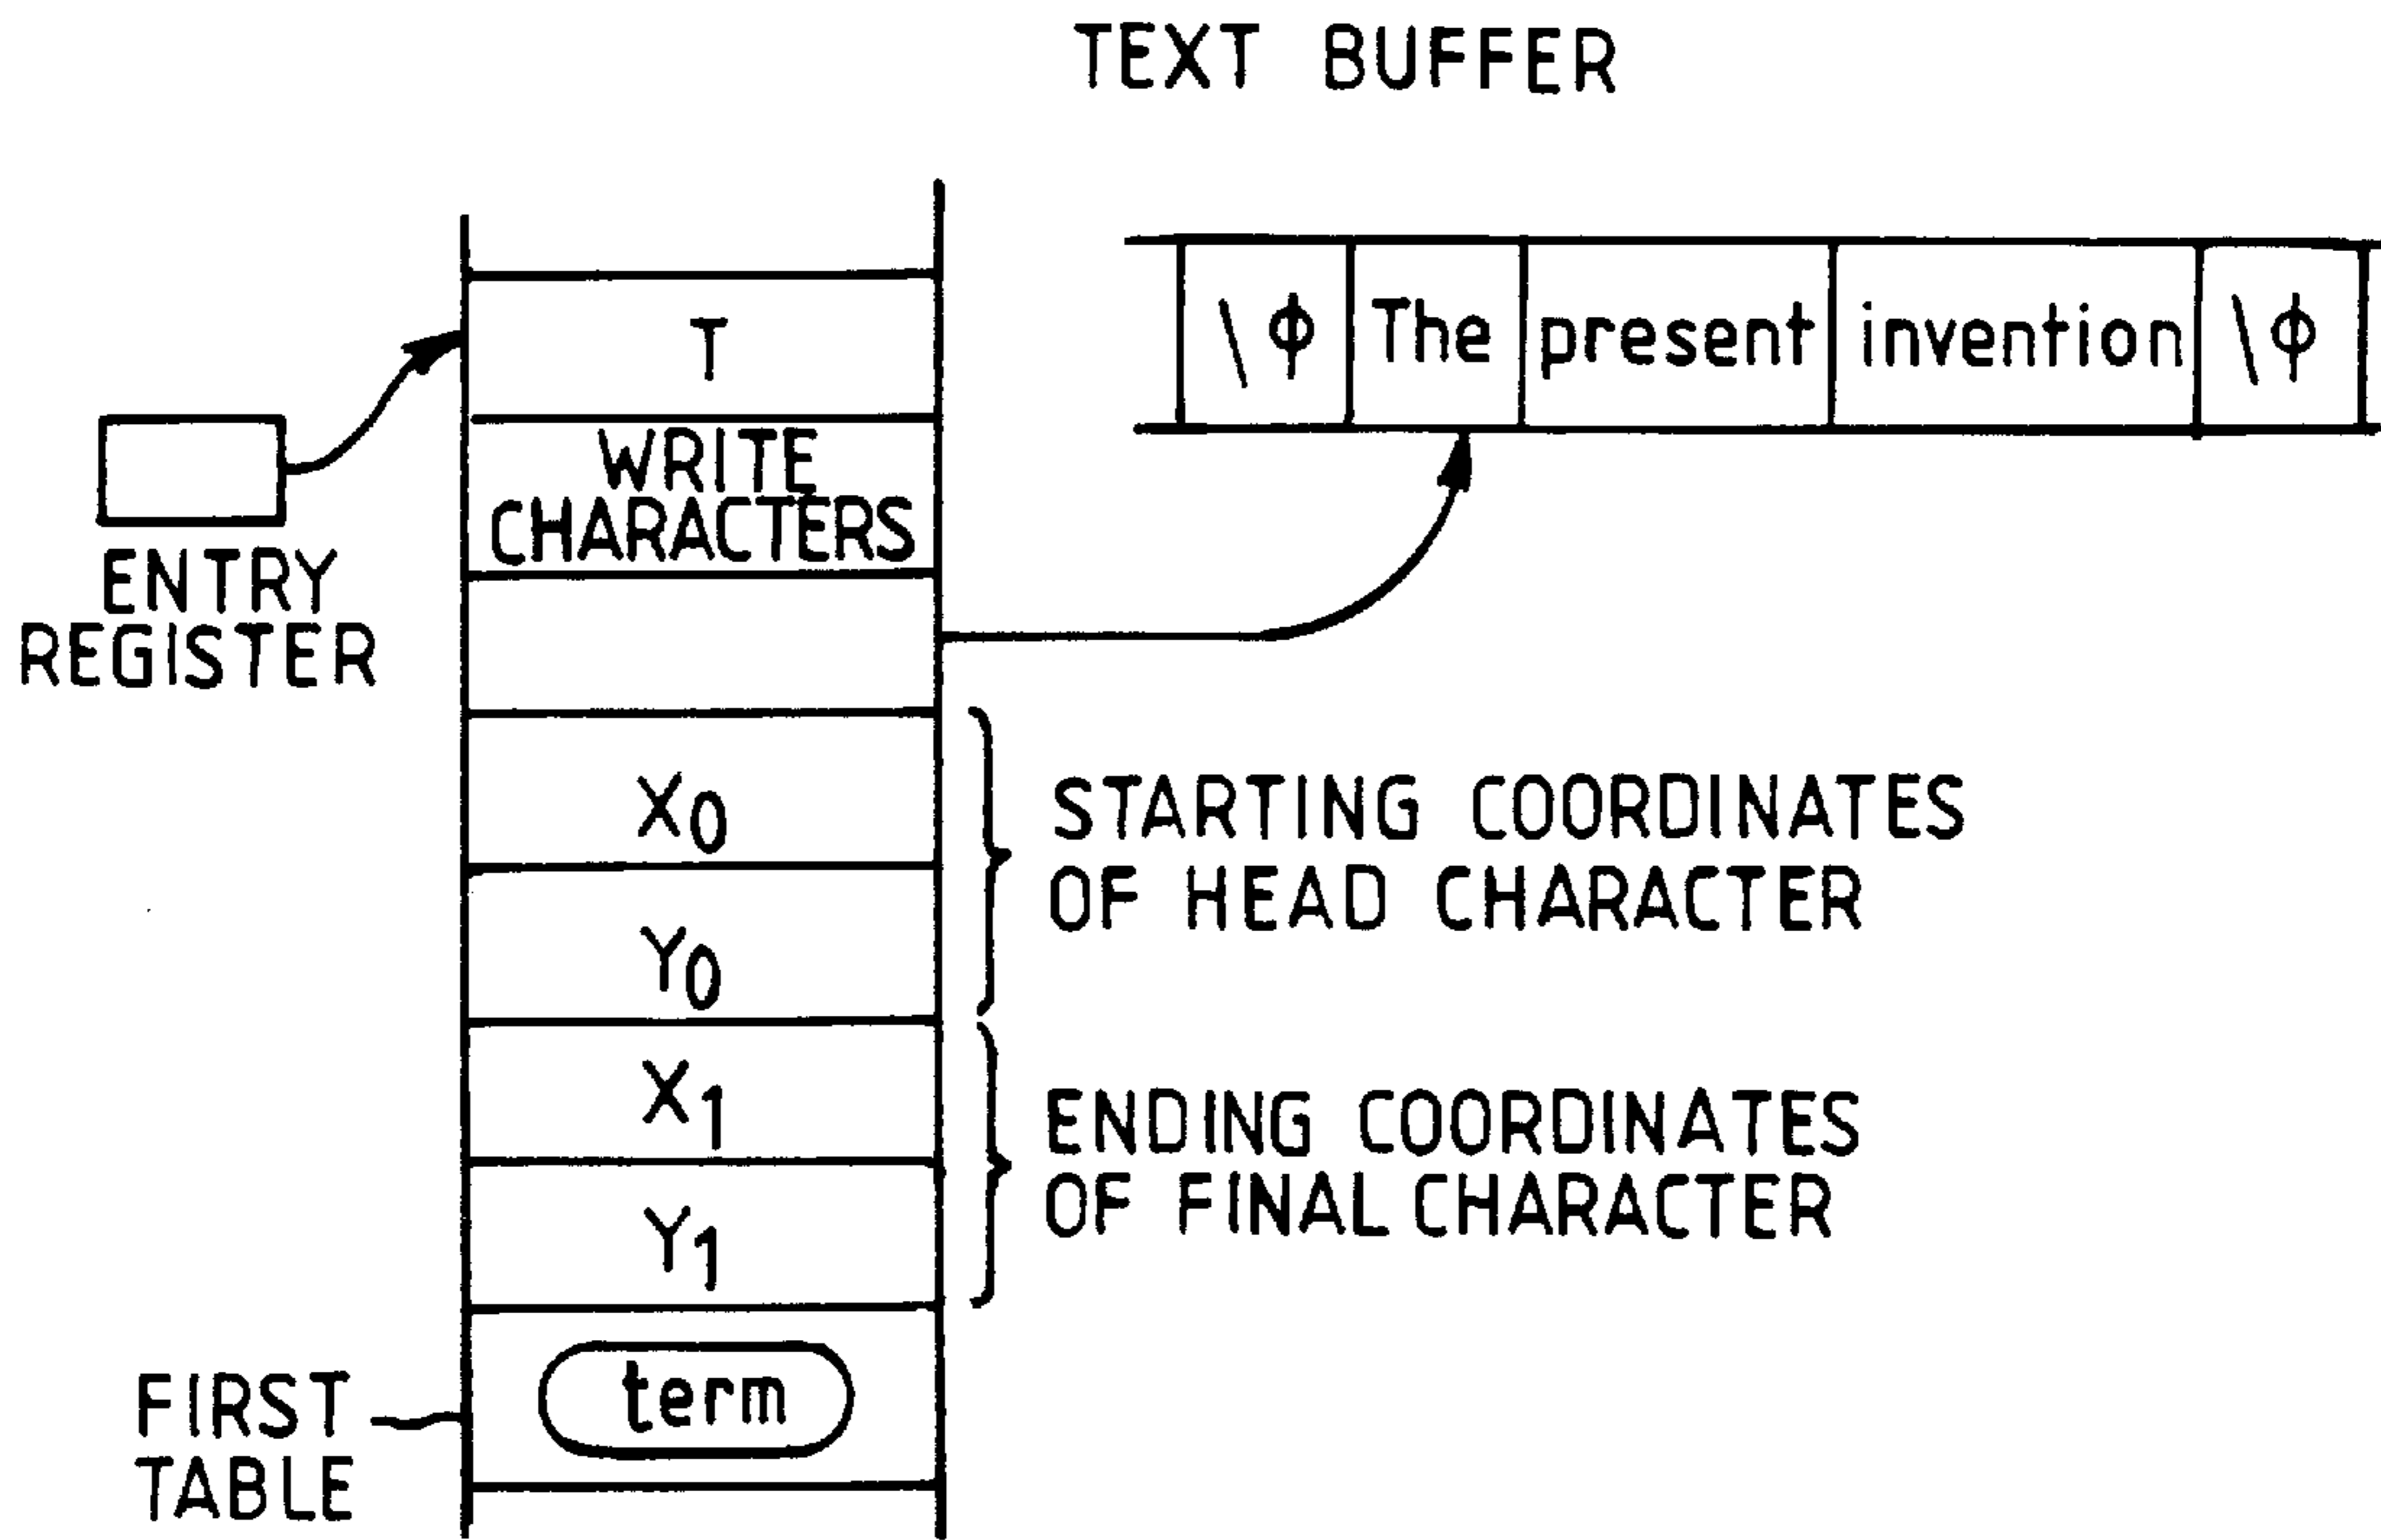 TEXT BUFFER
\ϕ The present invention \ϕ
T
WRITE
CHARACTERS
ENTRY
REGISTER
X0
Y0
STARTING COORDINATES
OF HEAD CHARACTER
X1
Y1
ENDING COORDINATES
OF FINAL CHARACTER
term
FIRST
TABLE